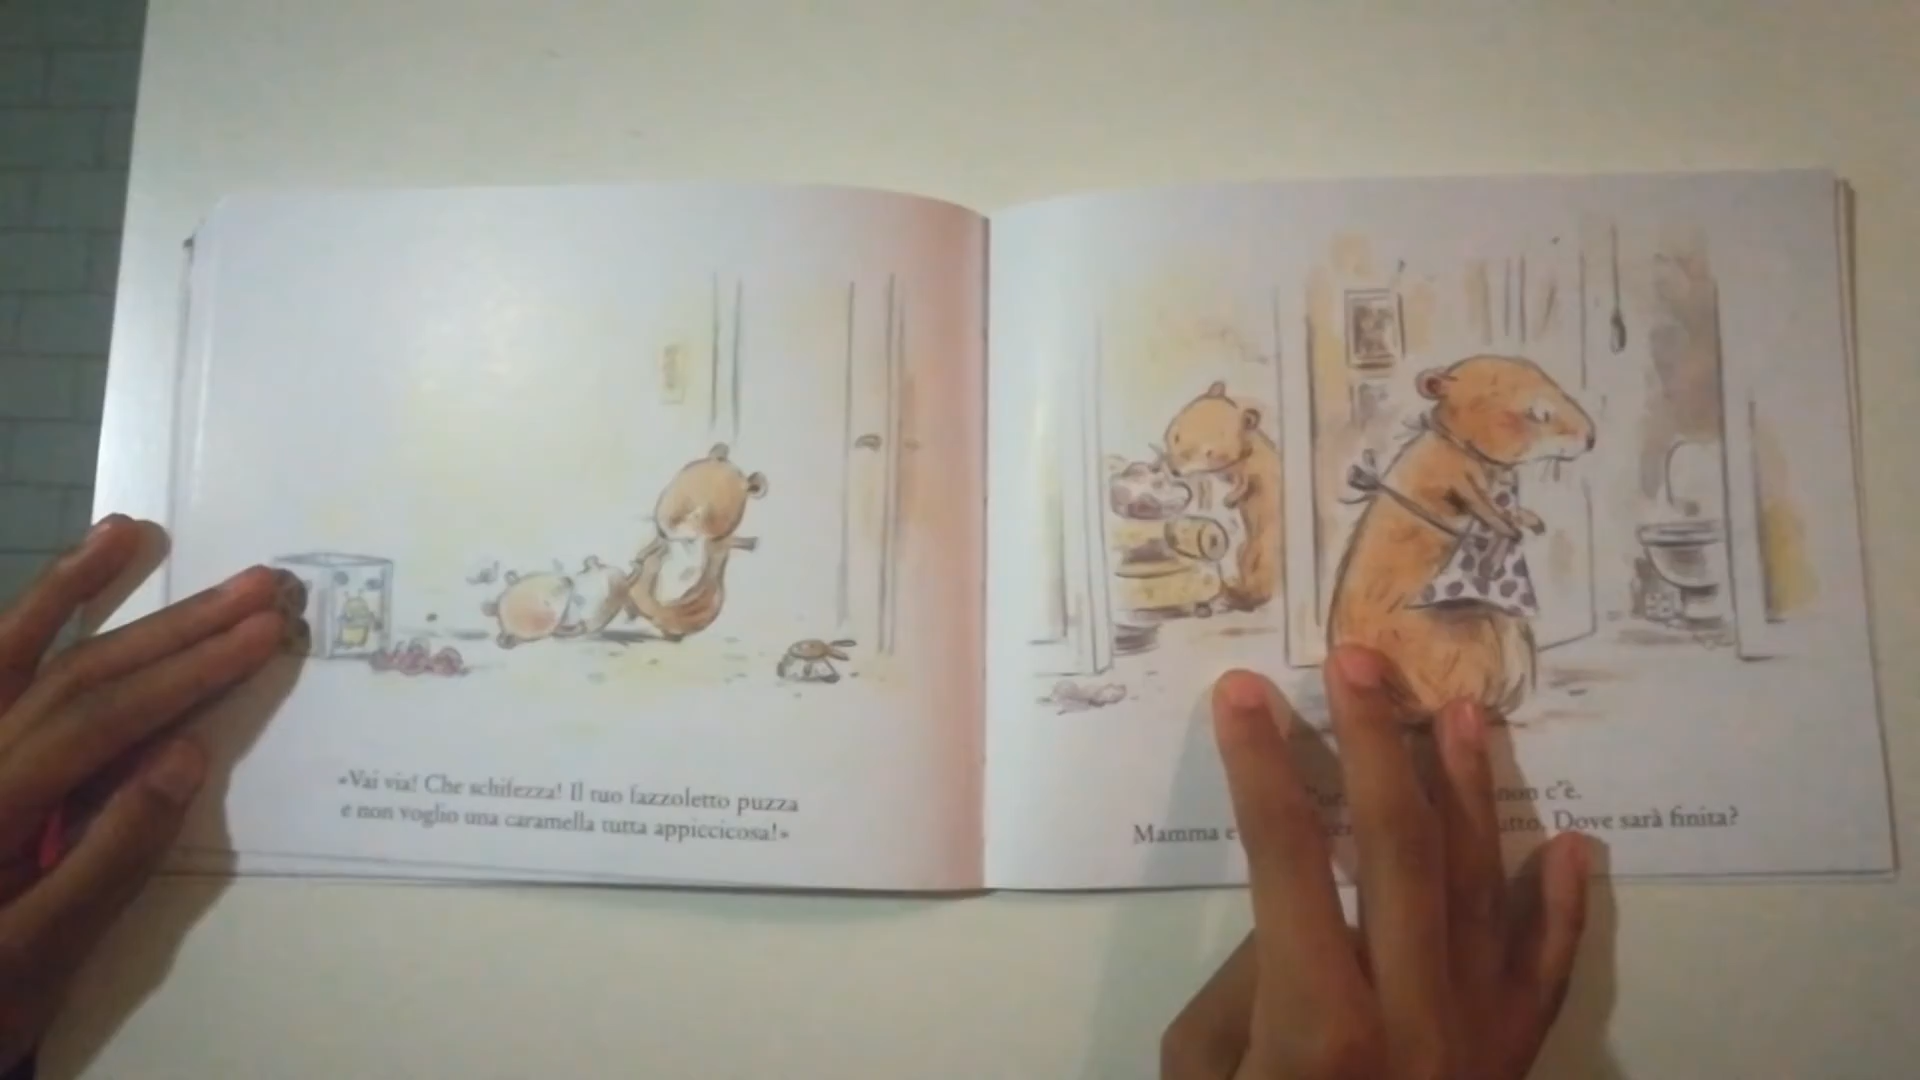 «Vai via! Che schifezza! Il tuo fazzoletto puzza
e non voglio una caramella tutta appiccicosa!»
non c'è.
Mamma e Dove sarà finita?